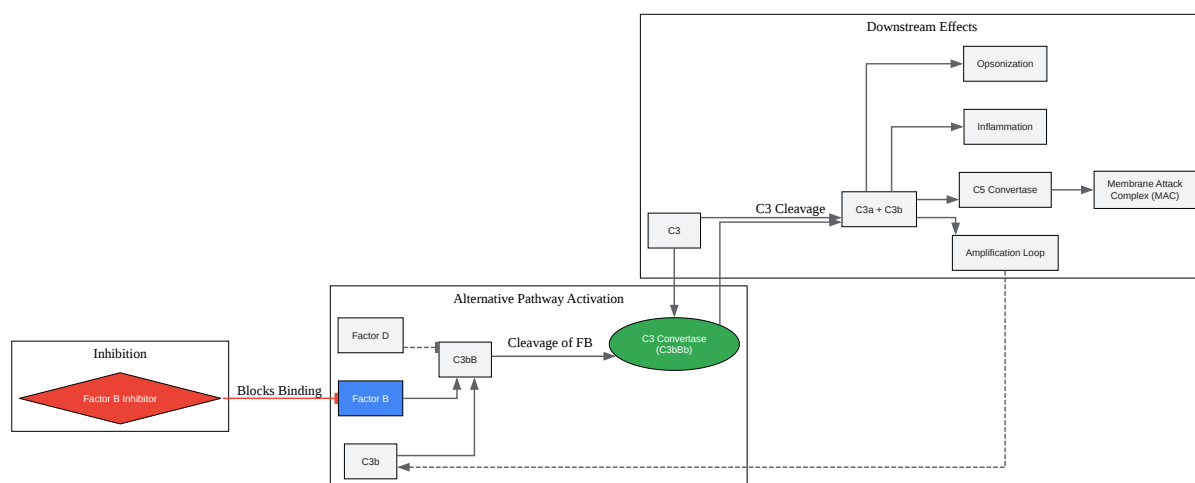 Downstream Effects
Opsonization
Inflammation
C5 Convertase
Membrane Attack
Complex (MAC)
C3 Cleavage
C3a + C3b
C3
Amplification Loop
Alternative Pathway Activation
Factor D
C3bB
Cleavage of FB
C3 Convertase
(C3bBb)
Inhibition
Factor B Inhibitor
Blocks Binding
Factor B
C3b